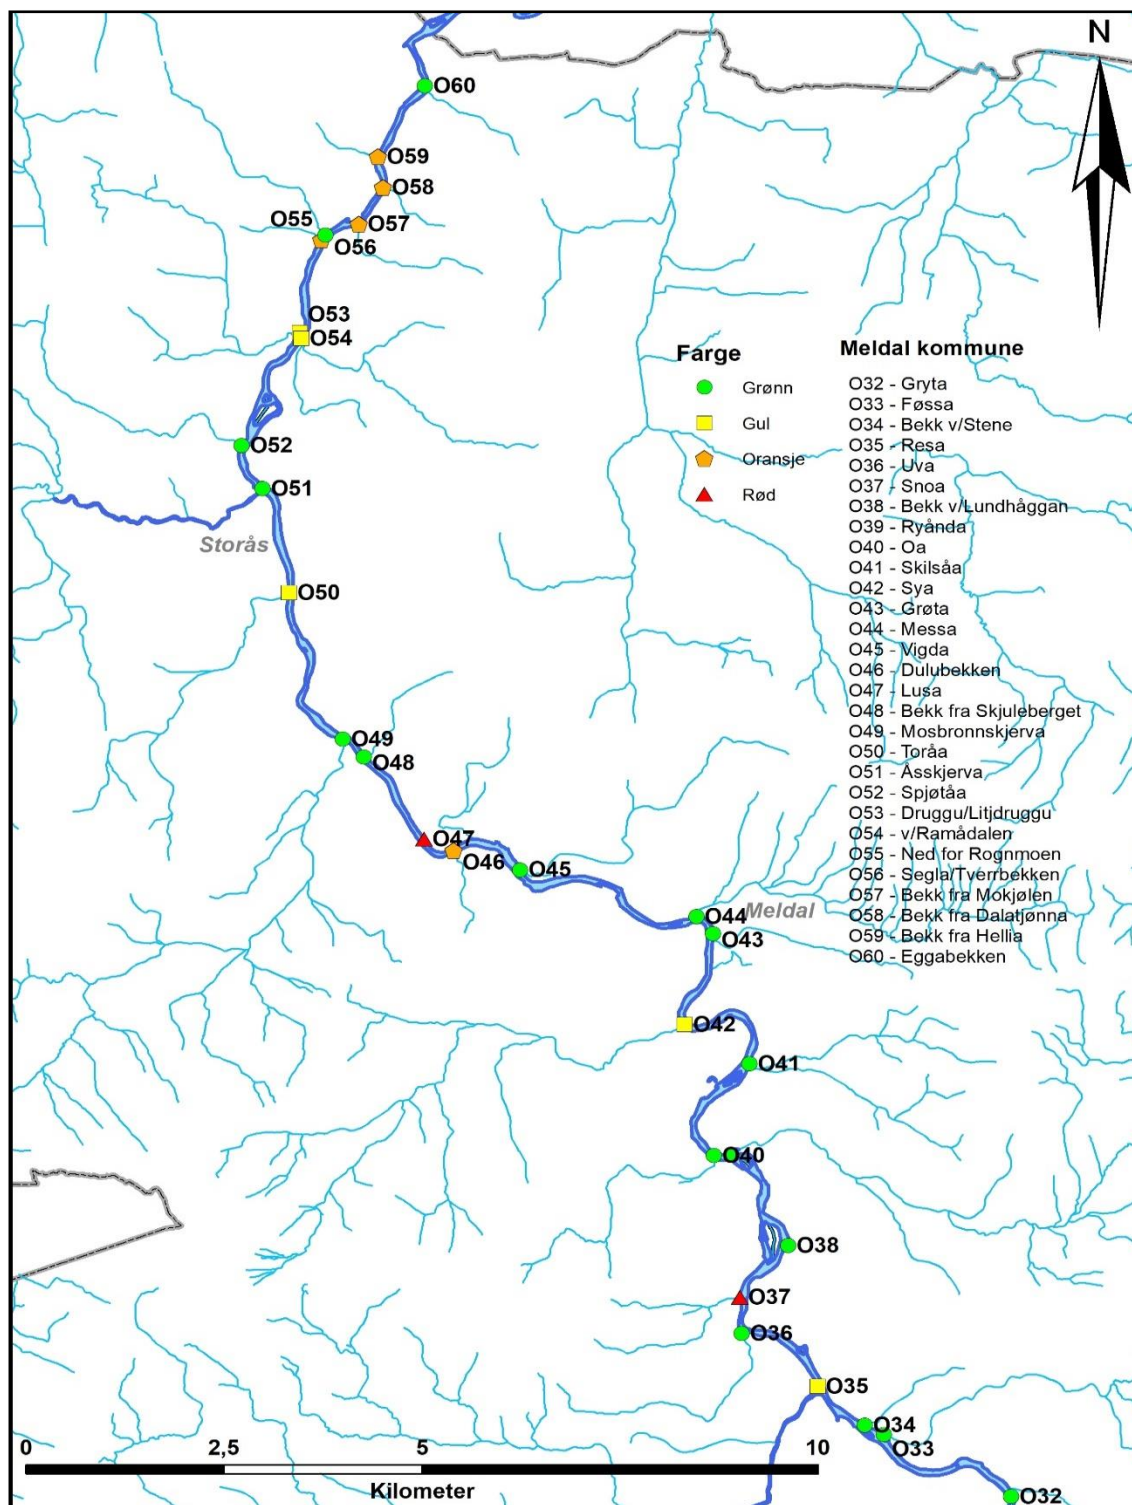 N
O60
O59
O58
O57
O55
O56
O53
O54
O52
O51
Storås
O50
O49
O48
O47
O46
O45
O44
Meldal
O43
O42
O41
O40
O38
O37
O36
O35
O34
O33
O32
Farge
Grønn
Gul
Oransje
Rød
Meldal kommune
O32 - Gryta
O33 - Føssa
O34 - Bekk v/Stene
O35 - Resa
O36 - Uva
O37 - Snoa
O38 - Bekk v/Lundhåggan
O39 - Ryånda
O40 - Oa
O41 - Skilsåa
O42 - Sya
O43 - Grøta
O44 - Messa
O45 - Vigda
O46 - Dulubekken
O47 - Lusa
O48 - Bekk fra Skjuleberget
O49 - Mosbronnskjerva
O50 - Toråa
O51 - Åsskjerva
O52 - Spjøtåa
O53 - Druggu/Litjdruggu
O54 - v/Ramådalen
O55 - Ned for Rognmoen
O56 - Segla/Tverrbekken
O57 - Bekk fra Mokjølen
O58 - Bekk fra Dalatjønna
O59 - Bekk fra Hellia
O60 - Eggabekken
0 2,5 5 10
Kilometer